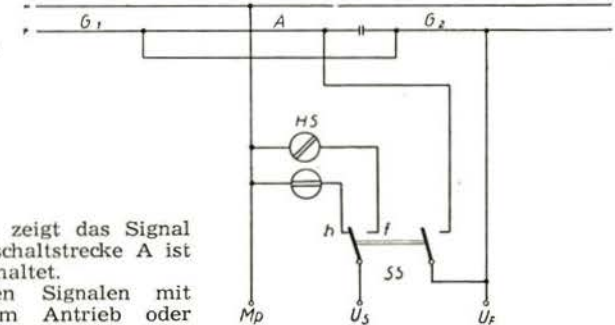 G1 A G2
HS
h f
SS
Mp Us UF
zeigt das Signal
schaltstrecke A ist
haltet.
en Signalen mit
m Antrieb oder